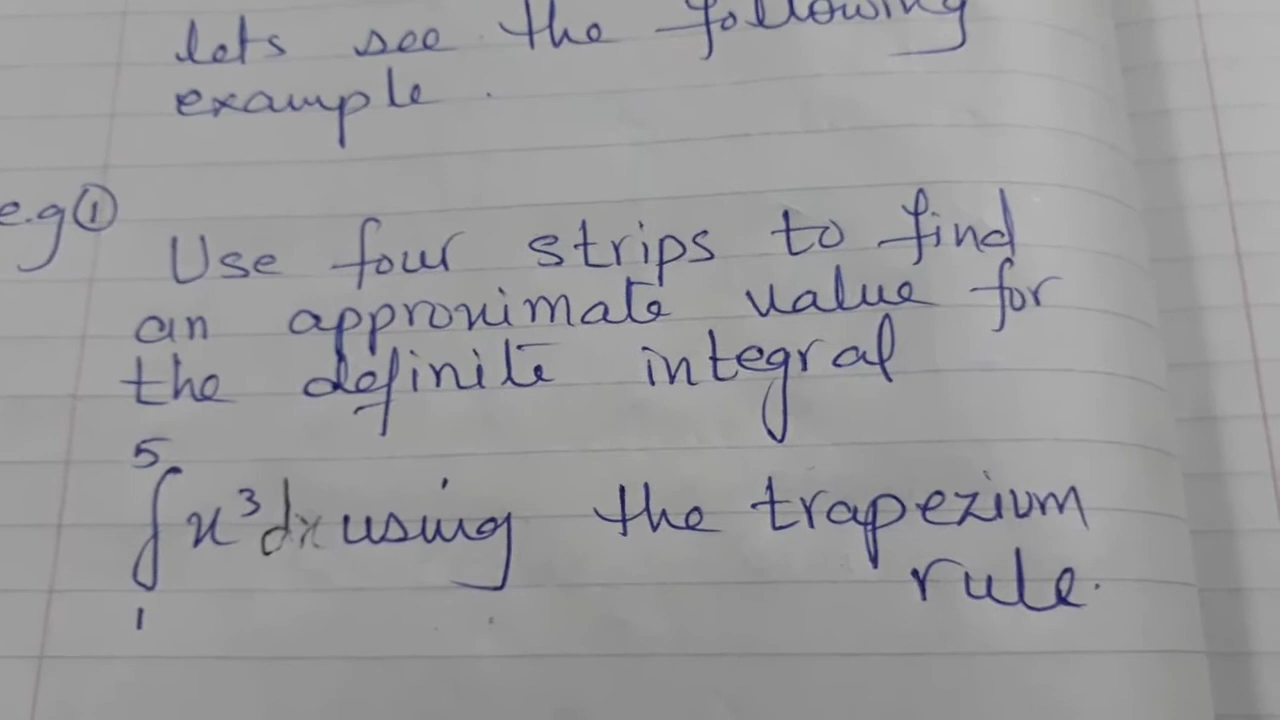 lets see the following
example.
e.g ①
Use four strips to find
an approximate value for
the definite integral
5
∫x³dx using the trapezium
1
rule.